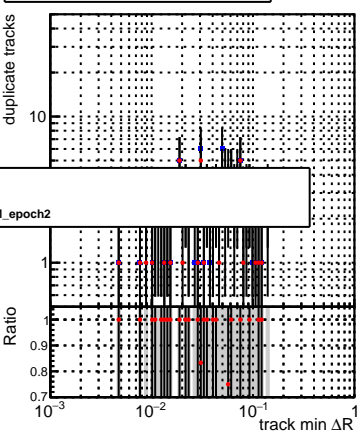 duplicate tracks
10
_epoch2
1
Ratio
1
0.9
0.8
0.7
10−3
10−2
10−1
1
track min ΔR